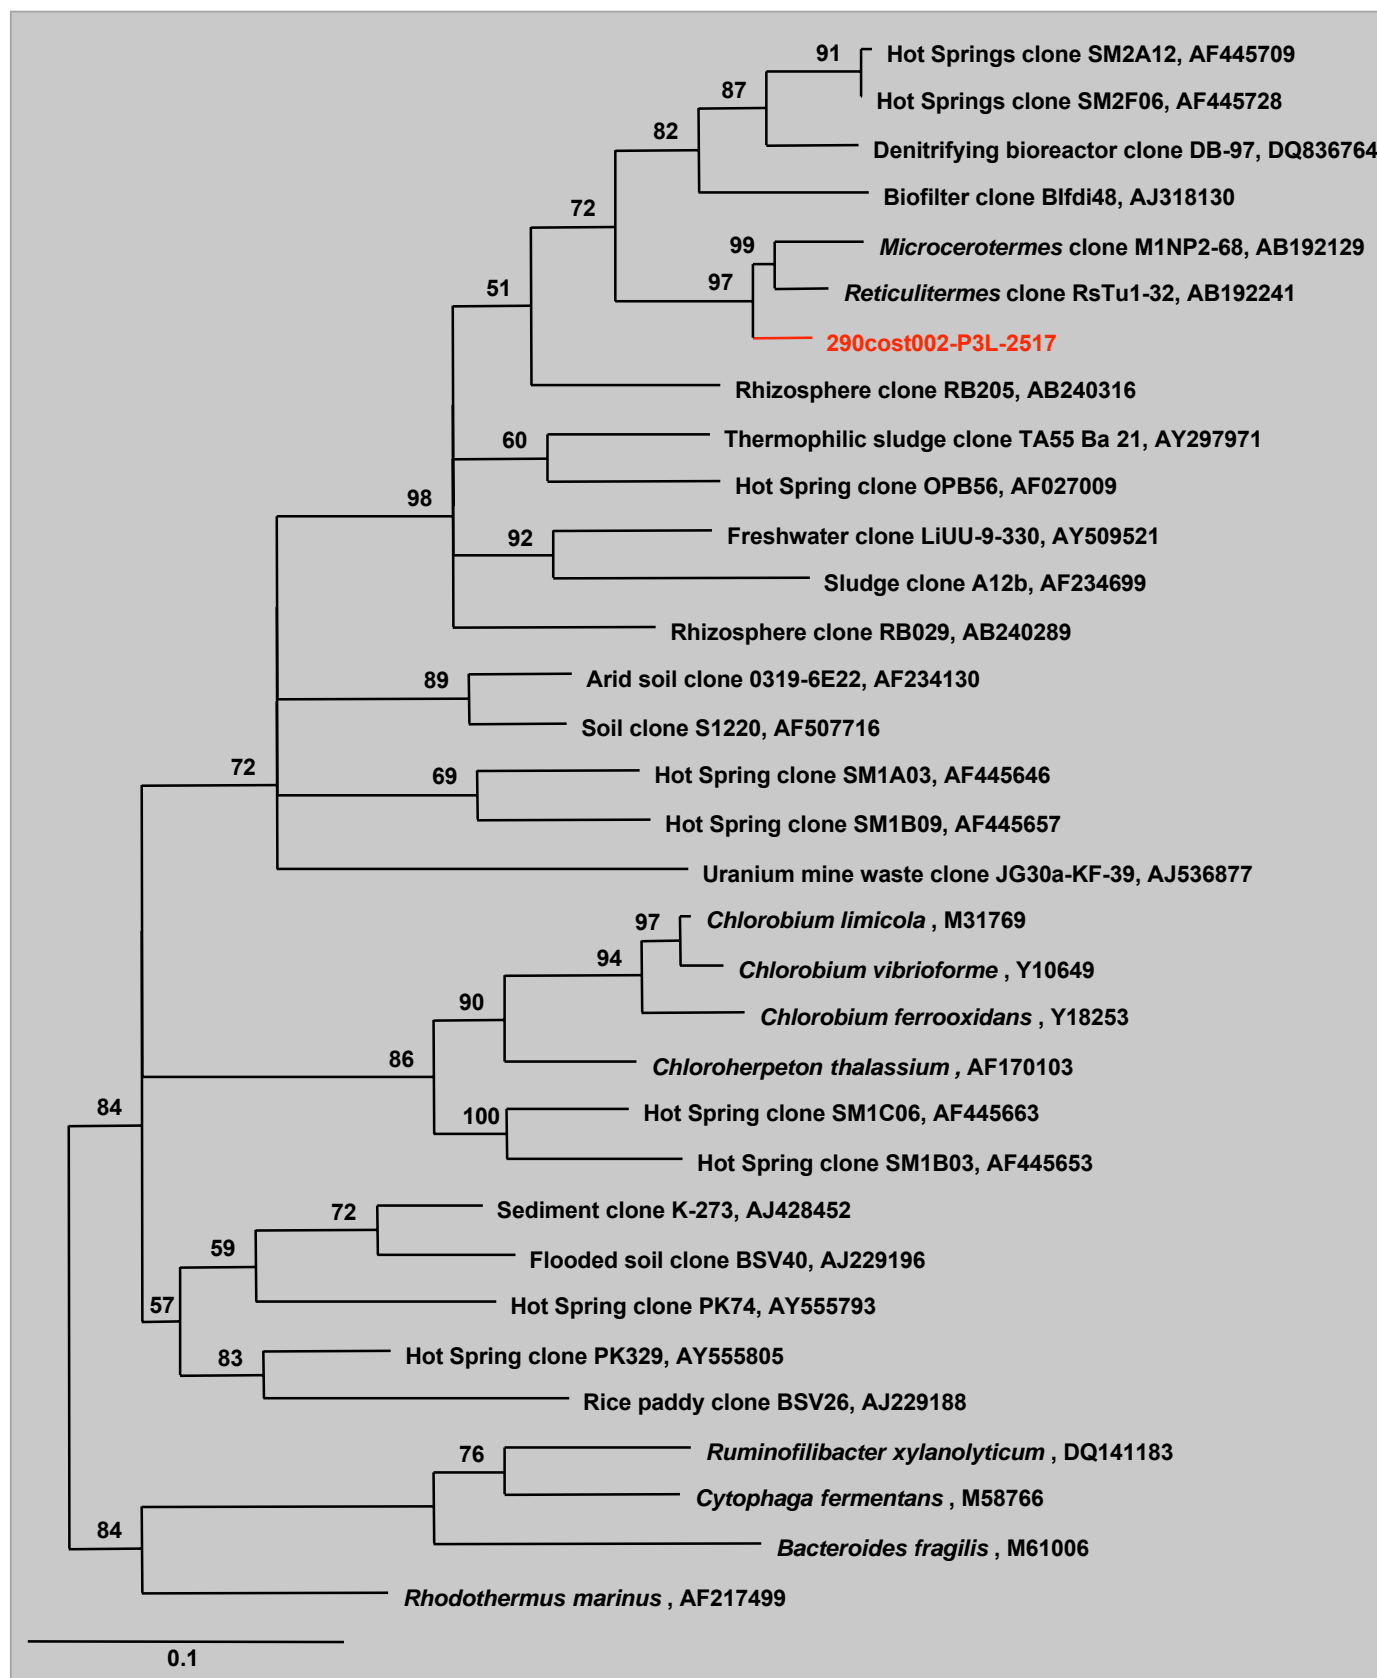 91
Hot Springs clone SM2A12, AF445709
87
Hot Springs clone SM2F06, AF445728
82
Denitrifying bioreactor clone DB-97, DQ836764
Biofilter clone BIfdi48, AJ318130
72
99
Microcerotermes clone M1NP2-68, AB192129
97
51
Reticulitermes clone RsTu1-32, AB192241
290cost002-P3L-2517
Rhizosphere clone RB205, AB240316
60
Thermophilic sludge clone TA55 Ba 21, AY297971
Hot Spring clone OPB56, AF027009
98
92
Freshwater clone LiUU-9-330, AY509521
Sludge clone A12b, AF234699
Rhizosphere clone RB029, AB240289
89
Arid soil clone 0319-6E22, AF234130
Soil clone S1220, AF507716
72
69
Hot Spring clone SM1A03, AF445646
Hot Spring clone SM1B09, AF445657
Uranium mine waste clone JG30a-KF-39, AJ536877
97
Chlorobium limicola , M31769
94
Chlorobium vibrioforme , Y10649
90
Chlorobium ferrooxidans , Y18253
86
Chloroherpeton thalassium , AF170103
84
100
Hot Spring clone SM1C06, AF445663
Hot Spring clone SM1B03, AF445653
72
Sediment clone K-273, AJ428452
59
Flooded soil clone BSV40, AJ229196
57
Hot Spring clone PK74, AY555793
83
Hot Spring clone PK329, AY555805
Rice paddy clone BSV26, AJ229188
76
Ruminofilibacter xylanolyticum , DQ141183
Cytophaga fermentans , M58766
84
Bacteroides fragilis , M61006
Rhodothermus marinus , AF217499
0.1